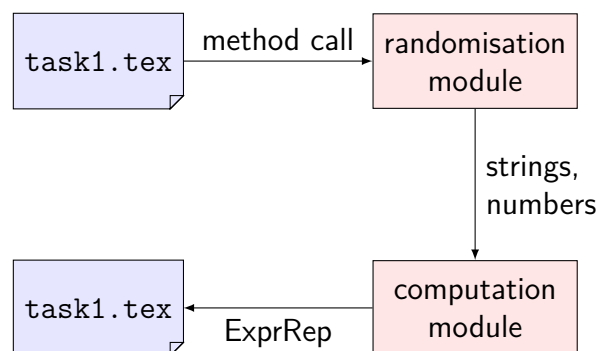 task1.tex
method call
randomisation
module
strings,
numbers
computation
module
ExprRep
task1.tex